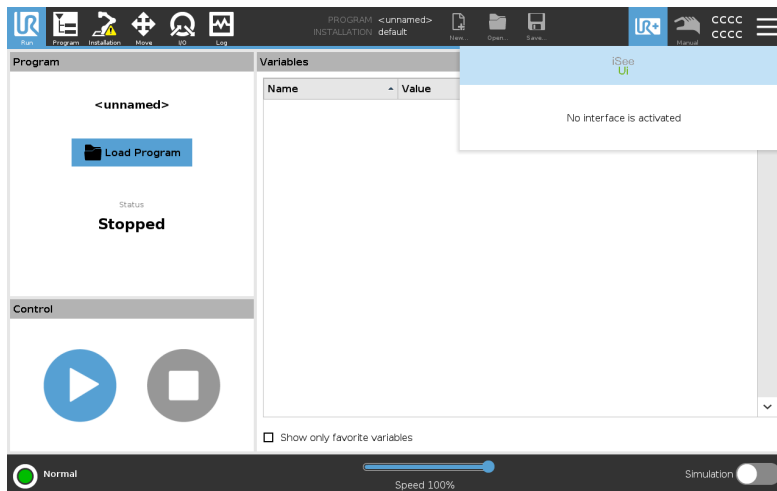 UR
Run
Program
Installation
Move
I/O
Log
PROGRAM <unnamed>
INSTALLATION default
New...
Open...
Save...
UR+
Manual
CCCC
CCCC
Program
Variables
iSee
Ui
Name
Value
No interface is activated
<unnamed>
Load Program
Status
Stopped
Control
Show only favorite variables
Normal
Speed 100%
Simulation